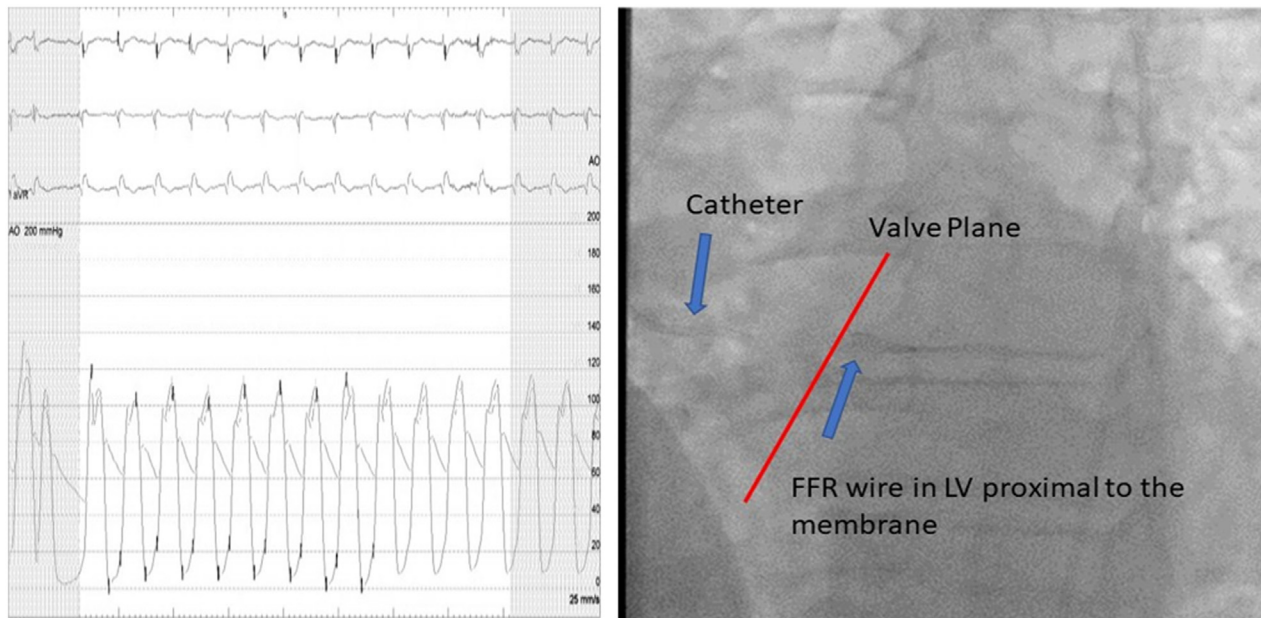 AO
I aVR
200
AO 200 mmHg
180
160
140
120
100
80
60
40
20
0
25 mm/s
Catheter
Valve Plane
FFR wire in LV proximal to the
membrane